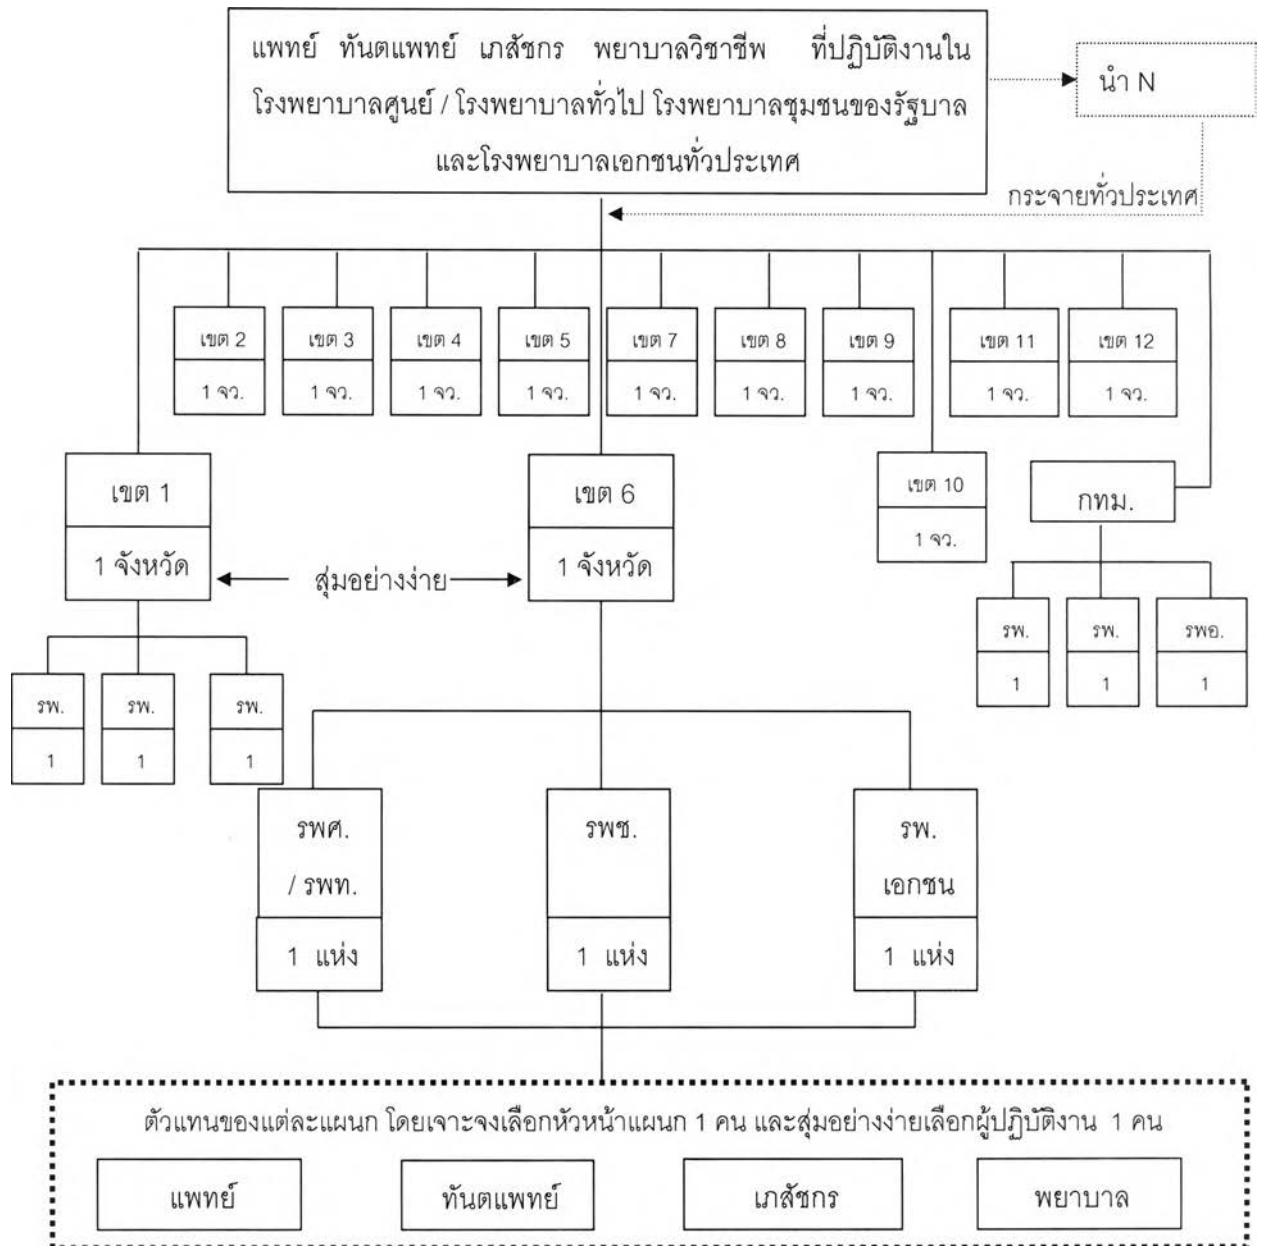 แพทย์ ทันตแพทย์ เภสัชกร พยาบาลวิชาชีพ ที่ปฏิบัติงานใน
โรงพยาบาลศูนย์ / โรงพยาบาลทั่วไป โรงพยาบาลชุมชนของรัฐบาล
และโรงพยาบาลเอกชนทั่วประเทศ
นำ N
กระจายทั่วประเทศ
เขต 2
1 จว.
เขต 3
1 จว.
เขต 4
1 จว.
เขต 5
1 จว.
เขต 7
1 จว.
เขต 8
1 จว.
เขต 9
1 จว.
เขต 11
1 จว.
เขต 12
1 จว.
เขต 1
1 จังหวัด
สุ่มอย่างง่าย
เขต 6
1 จังหวัด
เขต 10
1 จว.
กทม.
รพ.
1
รพ.
1
รพอ.
1
รพ.
1
รพ.
1
รพ.
1
รพศ.
/ รพท.
1 แห่ง
รพช.
1 แห่ง
รพ.
เอกชน
1 แห่ง
ตัวแทนของแต่ละแผนก โดยเจาะจงเลือกหัวหน้าแผนก 1 คน และสุ่มอย่างง่ายเลือกผู้ปฏิบัติงาน 1 คน
แพทย์
ทันตแพทย์
เภสัชกร
พยาบาล